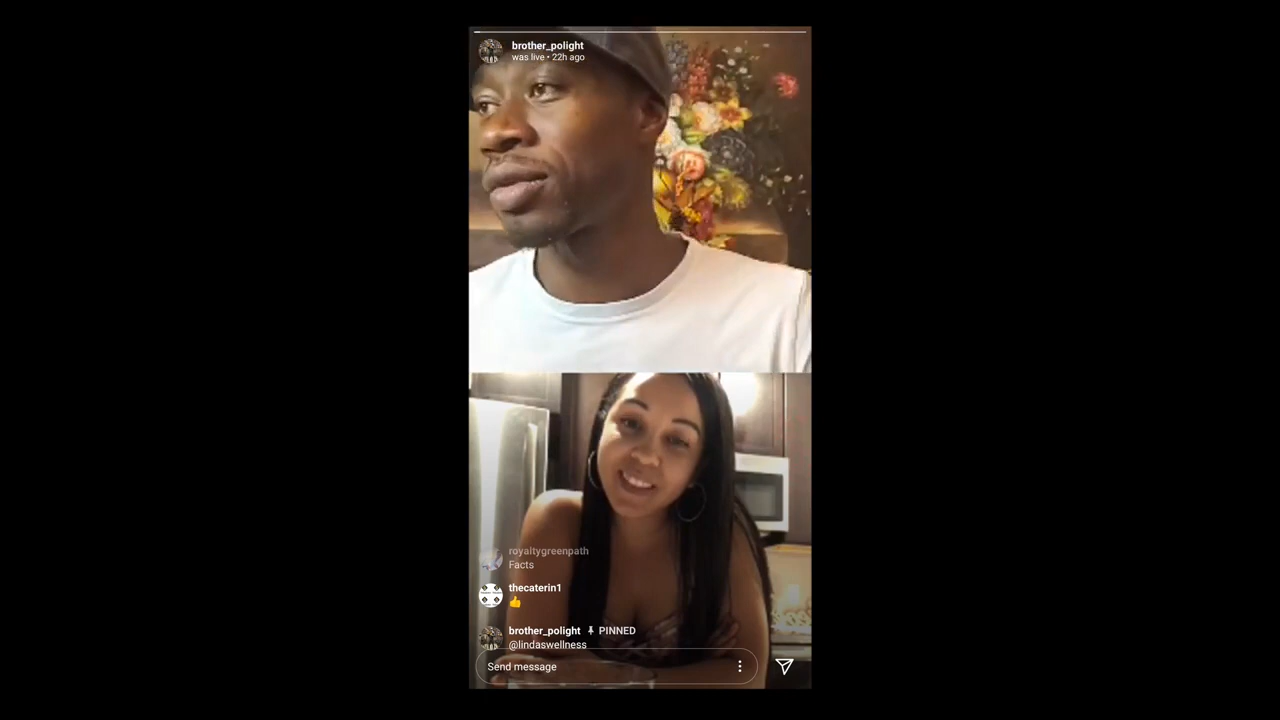 brother_polight
was live • 22h ago
royaltygreenpath
Facts
thecaterin1
👍
brother_polight PINNED
@lindaswellness
Send message